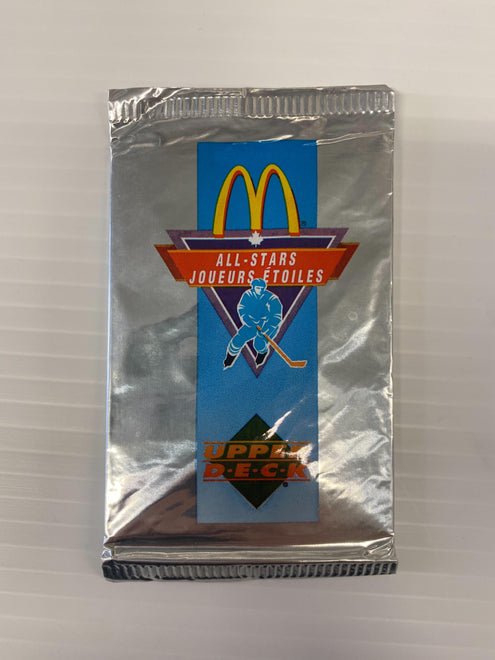 ALL-STARS
JOUEURS ÉTOILES
UPPER
D·E·C·K